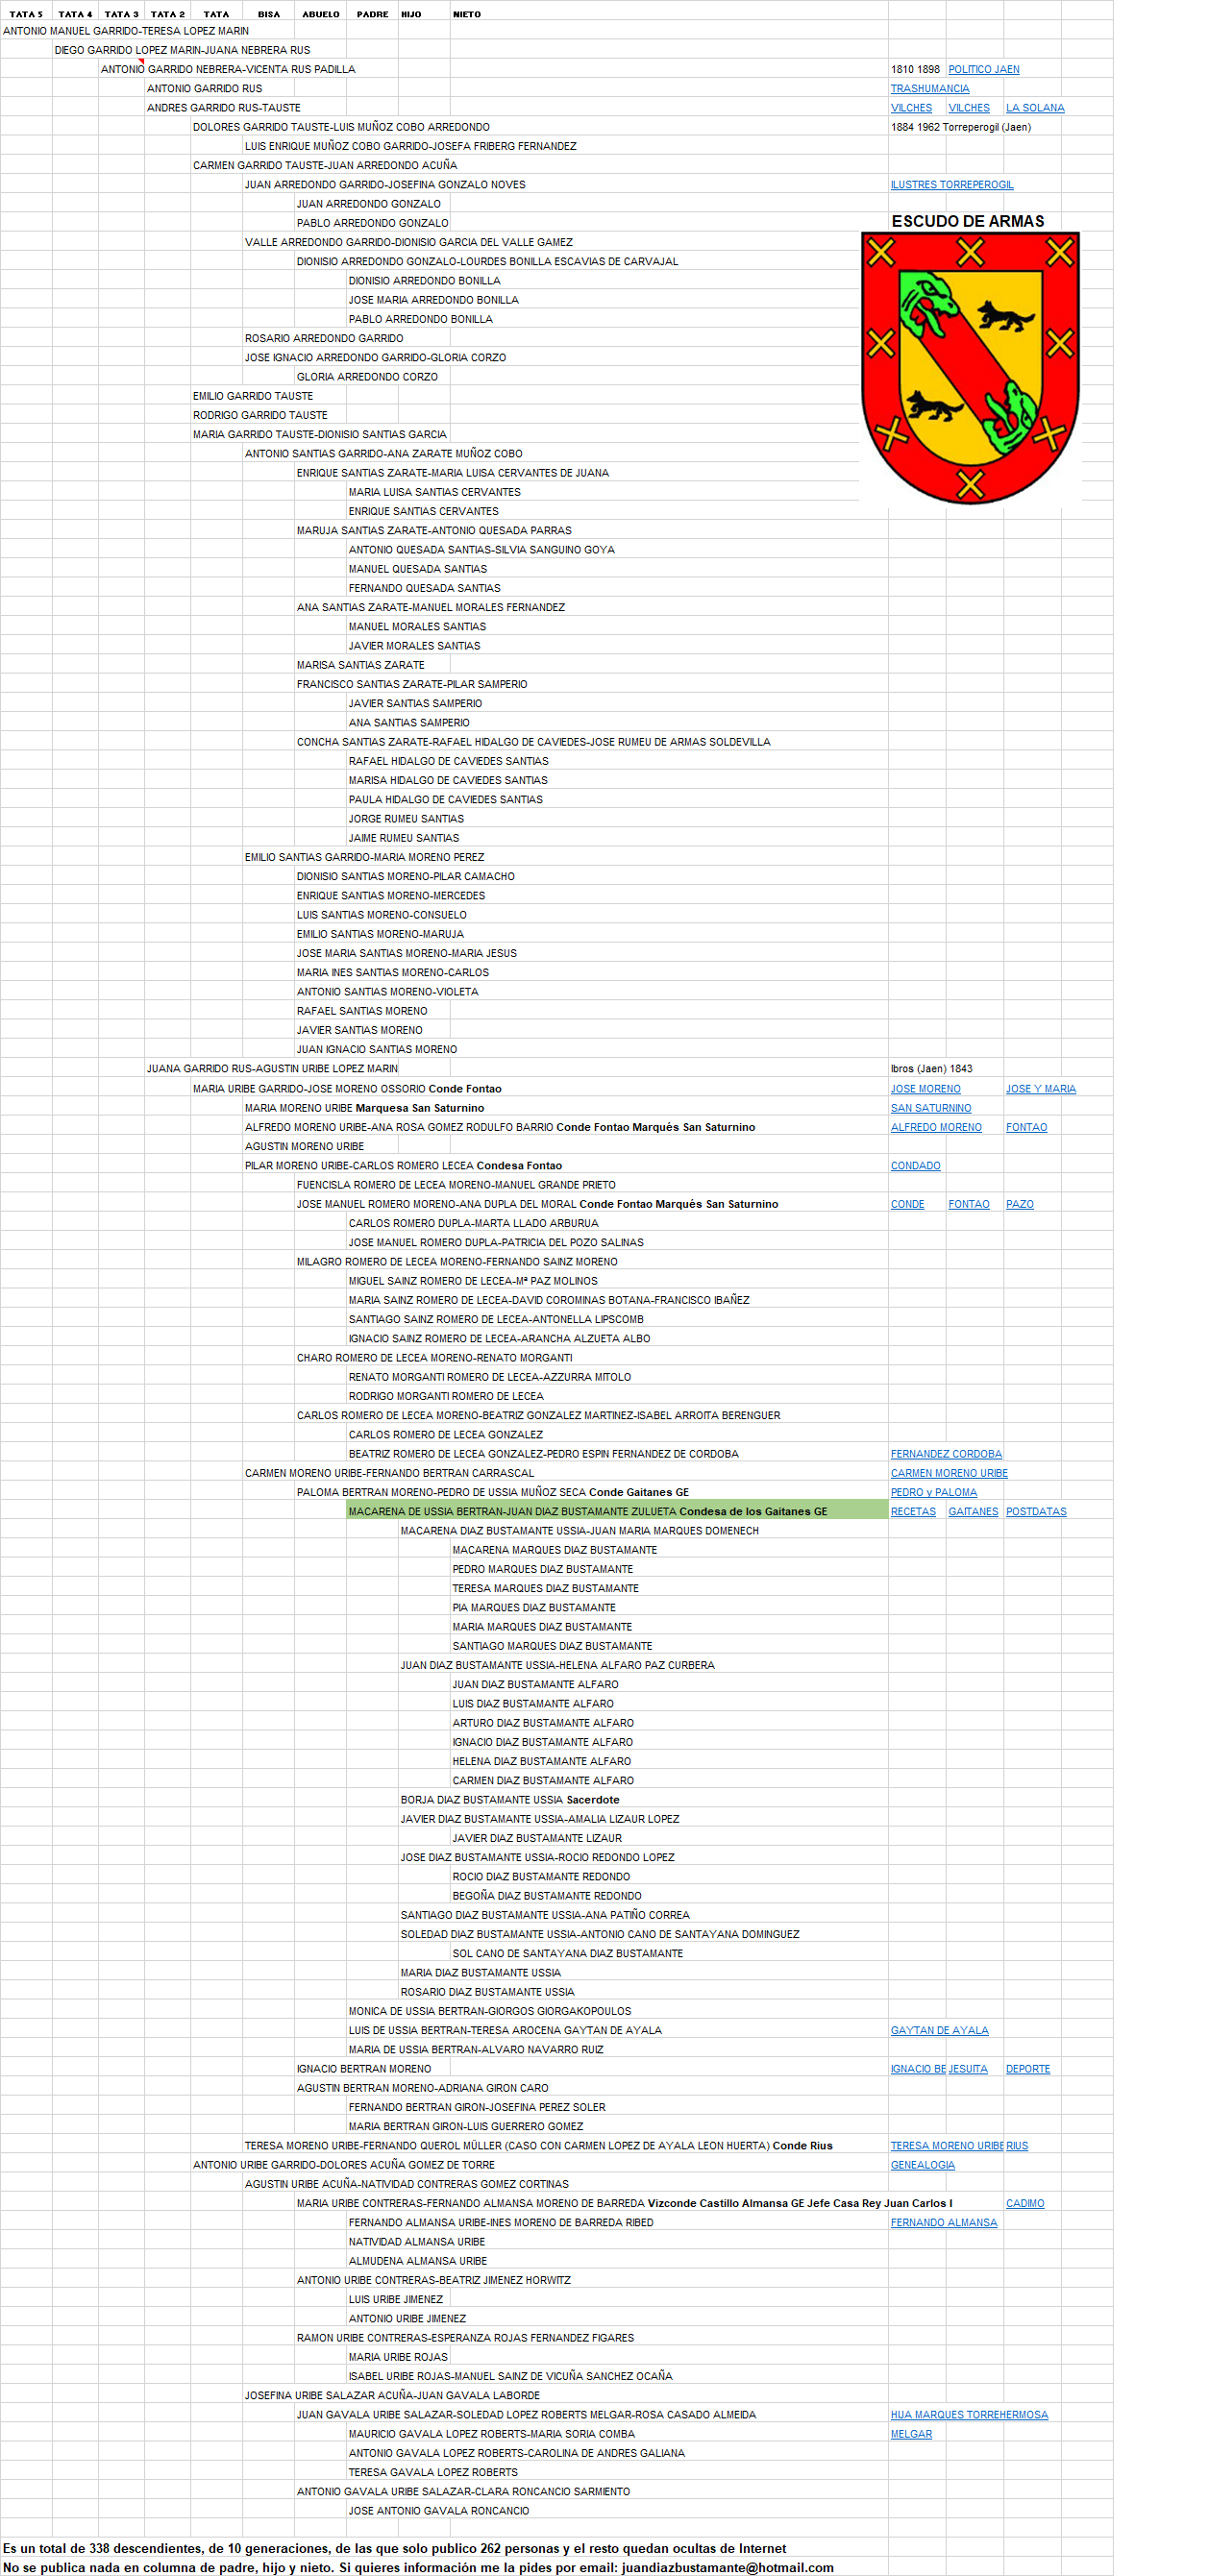 TATA 5 TATA 4 TATA 3 TATA 2 TATA BISA ABUELO PADRE HIJO NIETO
ANTONIO MANUEL GARRIDO-TERESA LOPEZ MARIN
DIEGO GARRIDO LOPEZ MARIN-JUANA NEBRERA RUS
ANTONIO GARRIDO NEBRERA-VICENTA RUS PADILLA 1810 1898 POLITICO JAEN
ANTONIO GARRIDO RUS TRASHUMANCIA
ANDRES GARRIDO RUS-TAUSTE VILCHES VILCHES LA SOLANA
DOLORES GARRIDO TAUSTE-LUIS MUÑOZ COBO ARREDONDO 1884 1962 Torreperogil (Jaen)
LUIS ENRIQUE MUÑOZ COBO GARRIDO-JOSEFA FRIBERG FERNANDEZ
CARMEN GARRIDO TAUSTE-JUAN ARREDONDO ACUÑA
JUAN ARREDONDO GARRIDO-JOSEFINA GONZALO NOVES ILUSTRES TORREPEROGIL
JUAN ARREDONDO GONZALO
PABLO ARREDONDO GONZALO ESCUDO DE ARMAS
VALLE ARREDONDO GARRIDO-DIONISIO GARCIA DEL VALLE GAMEZ
DIONISIO ARREDONDO GONZALO-LOURDES BONILLA ESCAVIAS DE CARVAJAL
DIONISIO ARREDONDO BONILLA
JOSE MARIA ARREDONDO BONILLA
PABLO ARREDONDO BONILLA
ROSARIO ARREDONDO GARRIDO
JOSE IGNACIO ARREDONDO GARRIDO-GLORIA CORZO
GLORIA ARREDONDO CORZO
EMILIO GARRIDO TAUSTE
RODRIGO GARRIDO TAUSTE
MARIA GARRIDO TAUSTE-DIONISIO SANTIAS GARCIA
ANTONIO SANTIAS GARRIDO-ANA ZARATE MUÑOZ COBO
ENRIQUE SANTIAS ZARATE-MARIA LUISA CERVANTES DE JUANA
MARIA LUISA SANTIAS CERVANTES
ENRIQUE SANTIAS CERVANTES
MARUJA SANTIAS ZARATE-ANTONIO QUESADA PARRAS
ANTONIO QUESADA SANTIAS-SILVIA SANGUINO GOYA
MANUEL QUESADA SANTIAS
FERNANDO QUESADA SANTIAS
ANA SANTIAS ZARATE-MANUEL MORALES FERNANDEZ
MANUEL MORALES SANTIAS
JAVIER MORALES SANTIAS
MARISA SANTIAS ZARATE
FRANCISCO SANTIAS ZARATE-PILAR SAMPERIO
JAVIER SANTIAS SAMPERIO
ANA SANTIAS SAMPERIO
CONCHA SANTIAS ZARATE-RAFAEL HIDALGO DE CAVIEDES-JOSE RUMEU DE ARMAS SOLDEVILLA
RAFAEL HIDALGO DE CAVIEDES SANTIAS
MARISA HIDALGO DE CAVIEDES SANTIAS
PAULA HIDALGO DE CAVIEDES SANTIAS
JORGE RUMEU SANTIAS
JAIME RUMEU SANTIAS
EMILIO SANTIAS GARRIDO-MARIA MORENO PEREZ
DIONISIO SANTIAS MORENO-PILAR CAMACHO
ENRIQUE SANTIAS MORENO-MERCEDES
LUIS SANTIAS MORENO-CONSUELO
EMILIO SANTIAS MORENO-MARUJA
JOSE MARIA SANTIAS MORENO-MARIA JESUS
MARIA INES SANTIAS MORENO-CARLOS
ANTONIO SANTIAS MORENO-VIOLETA
RAFAEL SANTIAS MORENO
JAVIER SANTIAS MORENO
JUAN IGNACIO SANTIAS MORENO
JUANA GARRIDO RUS-AGUSTIN URIBE LOPEZ MARIN Ibros (Jaen) 1843
MARIA URIBE GARRIDO-JOSE MORENO OSSORIO Conde Fontao JOSE MORENO JOSE Y MARIA
MARIA MORENO URIBE Marquesa San Saturnino SAN SATURNINO
ALFREDO MORENO URIBE-ANA ROSA GOMEZ RODULFO BARRIO Conde Fontao Marqués San Saturnino ALFREDO MORENO FONTAO
AGUSTIN MORENO URIBE
PILAR MORENO URIBE-CARLOS ROMERO LECEA Condesa Fontao CONDADO
FUENCISLA ROMERO DE LECEA MORENO-MANUEL GRANDE PRIETO
JOSE MANUEL ROMERO MORENO-ANA DUPLA DEL MORAL Conde Fontao Marqués San Saturnino CONDE FONTAO PAZO
CARLOS ROMERO DUPLA-MARTA LLADO ARBURUA
JOSE MANUEL ROMERO DUPLA-PATRICIA DEL POZO SALINAS
MILAGRO ROMERO DE LECEA MORENO-FERNANDO SAINZ MORENO
MIGUEL SAINZ ROMERO DE LECEA-Mª PAZ MOLINOS
MARIA SAINZ ROMERO DE LECEA-DAVID COROMINAS BOTANA-FRANCISCO IBAÑEZ
SANTIAGO SAINZ ROMERO DE LECEA-ANTONELLA LIPSCOMB
IGNACIO SAINZ ROMERO DE LECEA-ARANCHA ALZUETA ALBO
CHARO ROMERO DE LECEA MORENO-RENATO MORGANTI
RENATO MORGANTI ROMERO DE LECEA-AZZURRA MITOLO
RODRIGO MORGANTI ROMERO DE LECEA
CARLOS ROMERO DE LECEA MORENO-BEATRIZ GONZALEZ MARTINEZ-ISABEL ARROITA BERENGUER
CARLOS ROMERO DE LECEA GONZALEZ
BEATRIZ ROMERO DE LECEA GONZALEZ-PEDRO ESPIN FERNANDEZ DE CORDOBA FERNANDEZ CORDOBA
CARMEN MORENO URIBE-FERNANDO BERTRAN CARRASCAL CARMEN MORENO URIBE
PALOMA BERTRAN MORENO-PEDRO DE USSIA MUÑOZ SECA Conde Gaitanes GE PEDRO y PALOMA
MACARENA DE USSIA BERTRAN-JUAN DIAZ BUSTAMANTE ZULUETA Condesa de los Gaitanes GE RECETAS GAITANES POSTDATAS
MACARENA DIAZ BUSTAMANTE USSIA-JUAN MARIA MARQUES DOMENECH
MACARENA MARQUES DIAZ BUSTAMANTE
PEDRO MARQUES DIAZ BUSTAMANTE
TERESA MARQUES DIAZ BUSTAMANTE
PIA MARQUES DIAZ BUSTAMANTE
MARIA MARQUES DIAZ BUSTAMANTE
SANTIAGO MARQUES DIAZ BUSTAMANTE
JUAN DIAZ BUSTAMANTE USSIA-HELENA ALFARO PAZ CURBERA
JUAN DIAZ BUSTAMANTE ALFARO
LUIS DIAZ BUSTAMANTE ALFARO
ARTURO DIAZ BUSTAMANTE ALFARO
IGNACIO DIAZ BUSTAMANTE ALFARO
HELENA DIAZ BUSTAMANTE ALFARO
CARMEN DIAZ BUSTAMANTE ALFARO
BORJA DIAZ BUSTAMANTE USSIA Sacerdote
JAVIER DIAZ BUSTAMANTE USSIA-AMALIA LIZAUR LOPEZ
JAVIER DIAZ BUSTAMANTE LIZAUR
JOSE DIAZ BUSTAMANTE USSIA-ROCIO REDONDO LOPEZ
ROCIO DIAZ BUSTAMANTE REDONDO
BEGOÑA DIAZ BUSTAMANTE REDONDO
SANTIAGO DIAZ BUSTAMANTE USSIA-ANA PATIÑO CORREA
SOLEDAD DIAZ BUSTAMANTE USSIA-ANTONIO CANO DE SANTAYANA DOMINGUEZ
SOL CANO DE SANTAYANA DIAZ BUSTAMANTE
MARIA DIAZ BUSTAMANTE USSIA
ROSARIO DIAZ BUSTAMANTE USSIA
MONICA DE USSIA BERTRAN-GIORGOS GIORGAKOPOULOS
LUIS DE USSIA BERTRAN-TERESA AROCENA GAYTAN DE AYALA GAYTAN DE AYALA
MARIA DE USSIA BERTRAN-ALVARO NAVARRO RUIZ
IGNACIO BERTRAN MORENO IGNACIO BE JESUITA DEPORTE
AGUSTIN BERTRAN MORENO-ADRIANA GIRON CARO
FERNANDO BERTRAN GIRON-JOSEFINA PEREZ SOLER
MARIA BERTRAN GIRON-LUIS GUERRERO GOMEZ
TERESA MORENO URIBE-FERNANDO QUEROL MÜLLER (CASO CON CARMEN LOPEZ DE AYALA LEON HUERTA) Conde Rius TERESA MORENO URIBE RIUS
ANTONIO URIBE GARRIDO-DOLORES ACUÑA GOMEZ DE TORRE GENEALOGIA
AGUSTIN URIBE ACUÑA-NATIVIDAD CONTRERAS GOMEZ CORTINAS
MARIA URIBE CONTRERAS-FERNANDO ALMANSA MORENO DE BARREDA Vizconde Castillo Almansa GE Jefe Casa Rey Juan Carlos I CADIMO
FERNANDO ALMANSA URIBE-INES MORENO DE BARREDA RIBED FERNANDO ALMANSA
NATIVIDAD ALMANSA URIBE
ALMUDENA ALMANSA URIBE
ANTONIO URIBE CONTRERAS-BEATRIZ JIMENEZ HORWITZ
LUIS URIBE JIMENEZ
ANTONIO URIBE JIMENEZ
RAMON URIBE CONTRERAS-ESPERANZA ROJAS FERNANDEZ FIGARES
MARIA URIBE ROJAS
ISABEL URIBE ROJAS-MANUEL SAINZ DE VICUÑA SANCHEZ OCAÑA
JOSEFINA URIBE SALAZAR ACUÑA-JUAN GAVALA LABORDE
JUAN GAVALA URIBE SALAZAR-SOLEDAD LOPEZ ROBERTS MELGAR-ROSA CASADO ALMEIDA HUA MARQUES TORREHERMOSA
MAURICIO GAVALA LOPEZ ROBERTS-MARIA SORIA COMBA MELGAR
ANTONIO GAVALA LOPEZ ROBERTS-CAROLINA DE ANDRES GALIANA
TERESA GAVALA LOPEZ ROBERTS
ANTONIO GAVALA URIBE SALAZAR-CLARA RONCANCIO SARMIENTO
JOSE ANTONIO GAVALA RONCANCIO
Es un total de 338 descendientes, de 10 generaciones, de las que solo publico 262 personas y el resto quedan ocultas de Internet
No se publica nada en columna de padre, hijo y nieto. Si quieres información me la pides por email: juandiazbustamante@hotmail.com